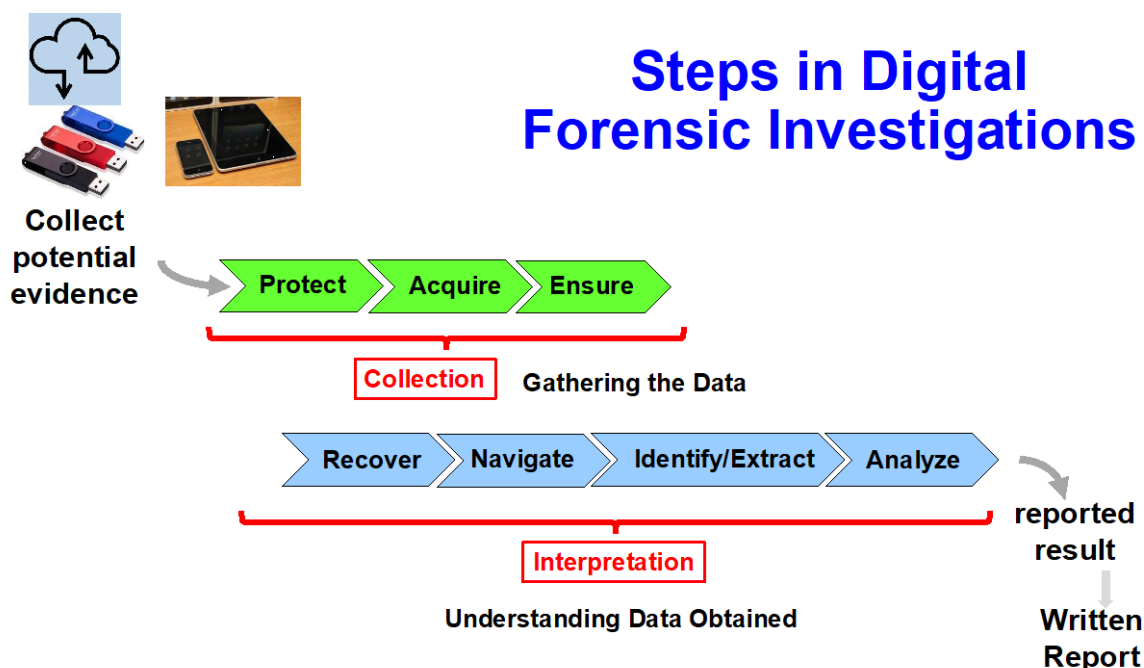 Steps in Digital
Forensic Investigations
Collect
potential
evidence
Protect Acquire Ensure
Collection Gathering the Data
Recover Navigate Identify/Extract Analyze
reported
result
Interpretation
Understanding Data Obtained
Written
Report